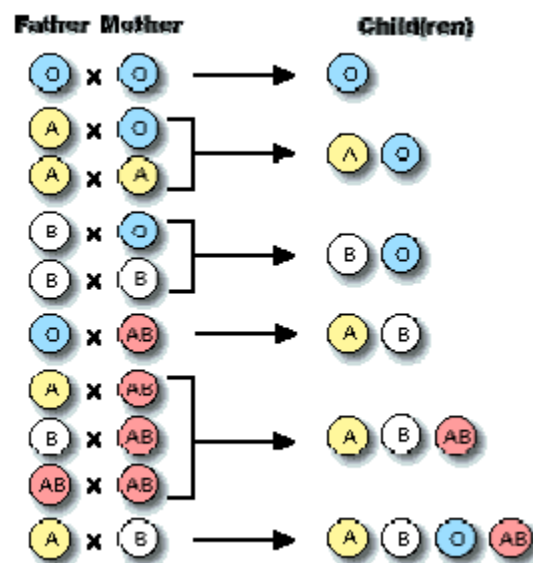 Father Mother Child(ren)
O x O O
A x O
A x A
A O
B x O
B x B
B O
O x AB A B
A x AB
B x AB
AB x AB
A B AB
A x B A B O AB